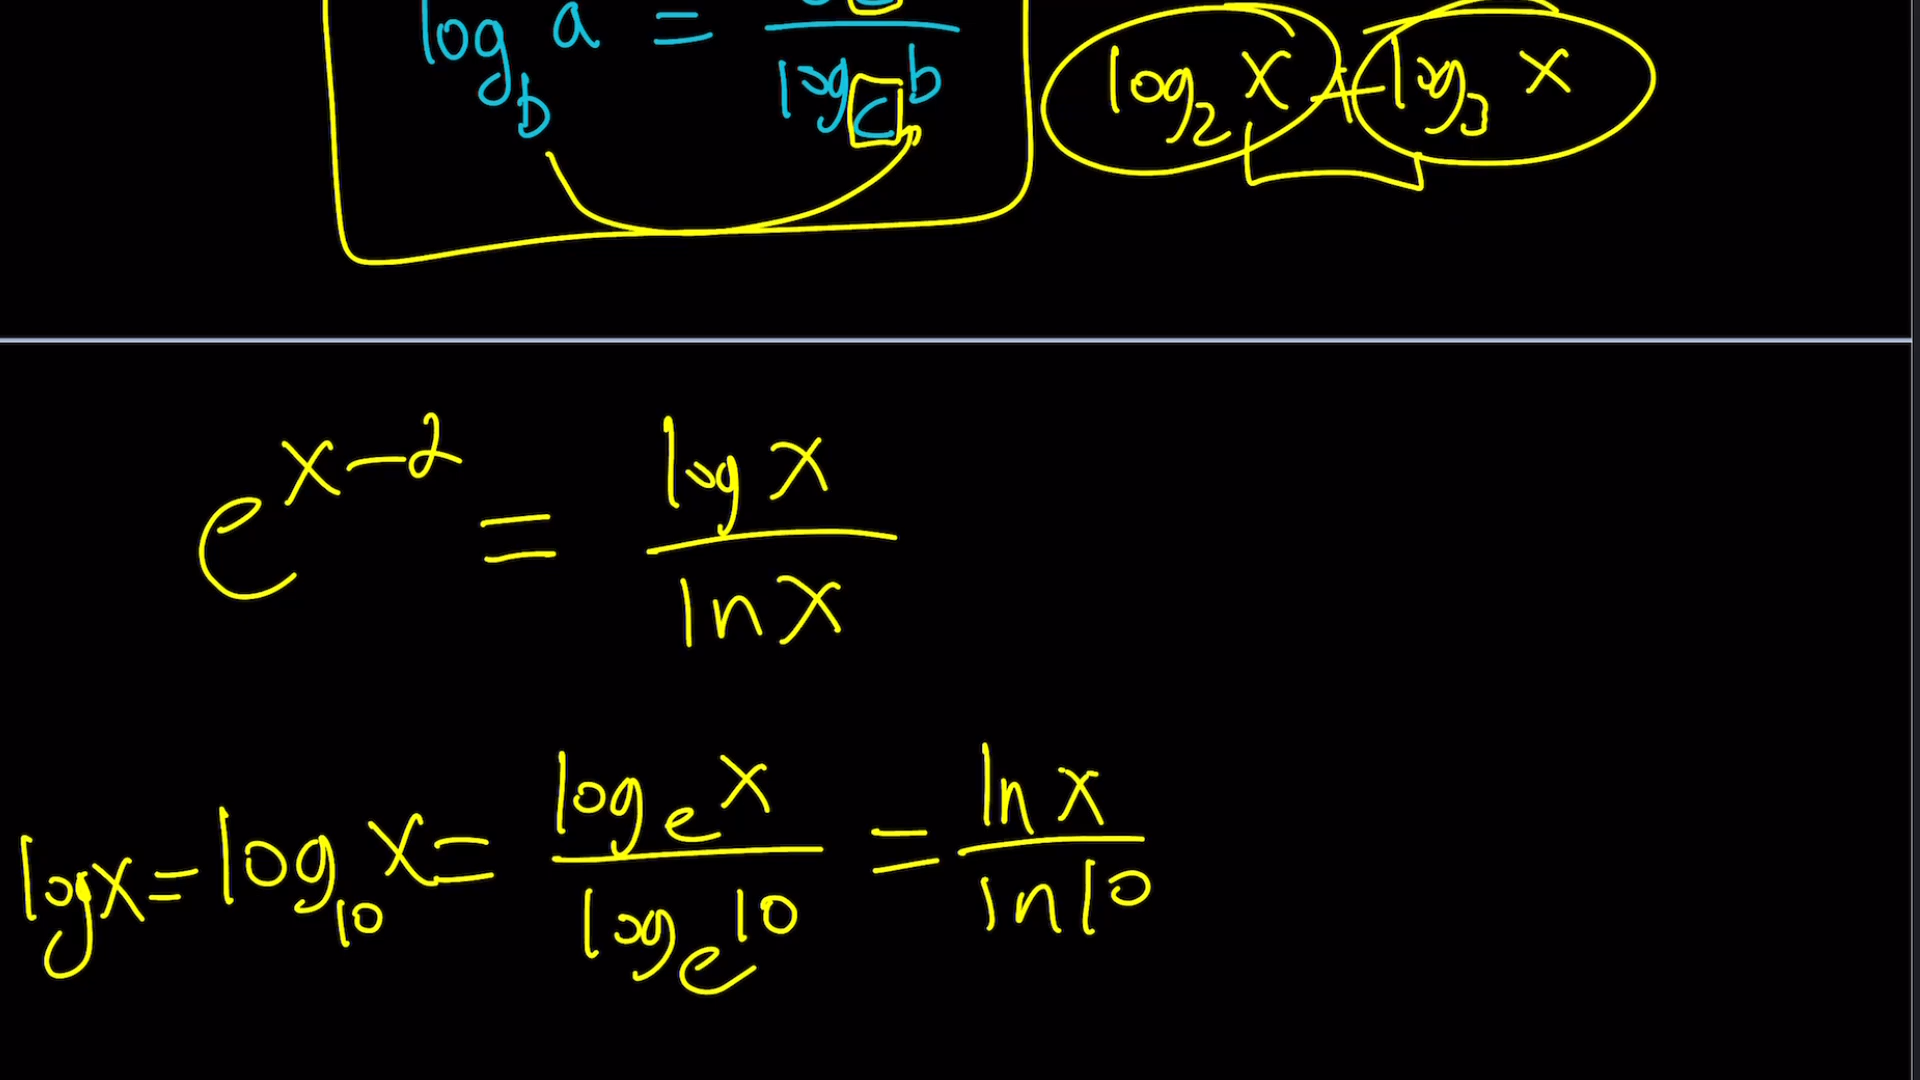 log_b a = / log_c b
log_2 x + log_3 x
e^{x-2} = log x / ln x
log x = log_10 x = log_e x / log_e 10 = ln x / ln 10